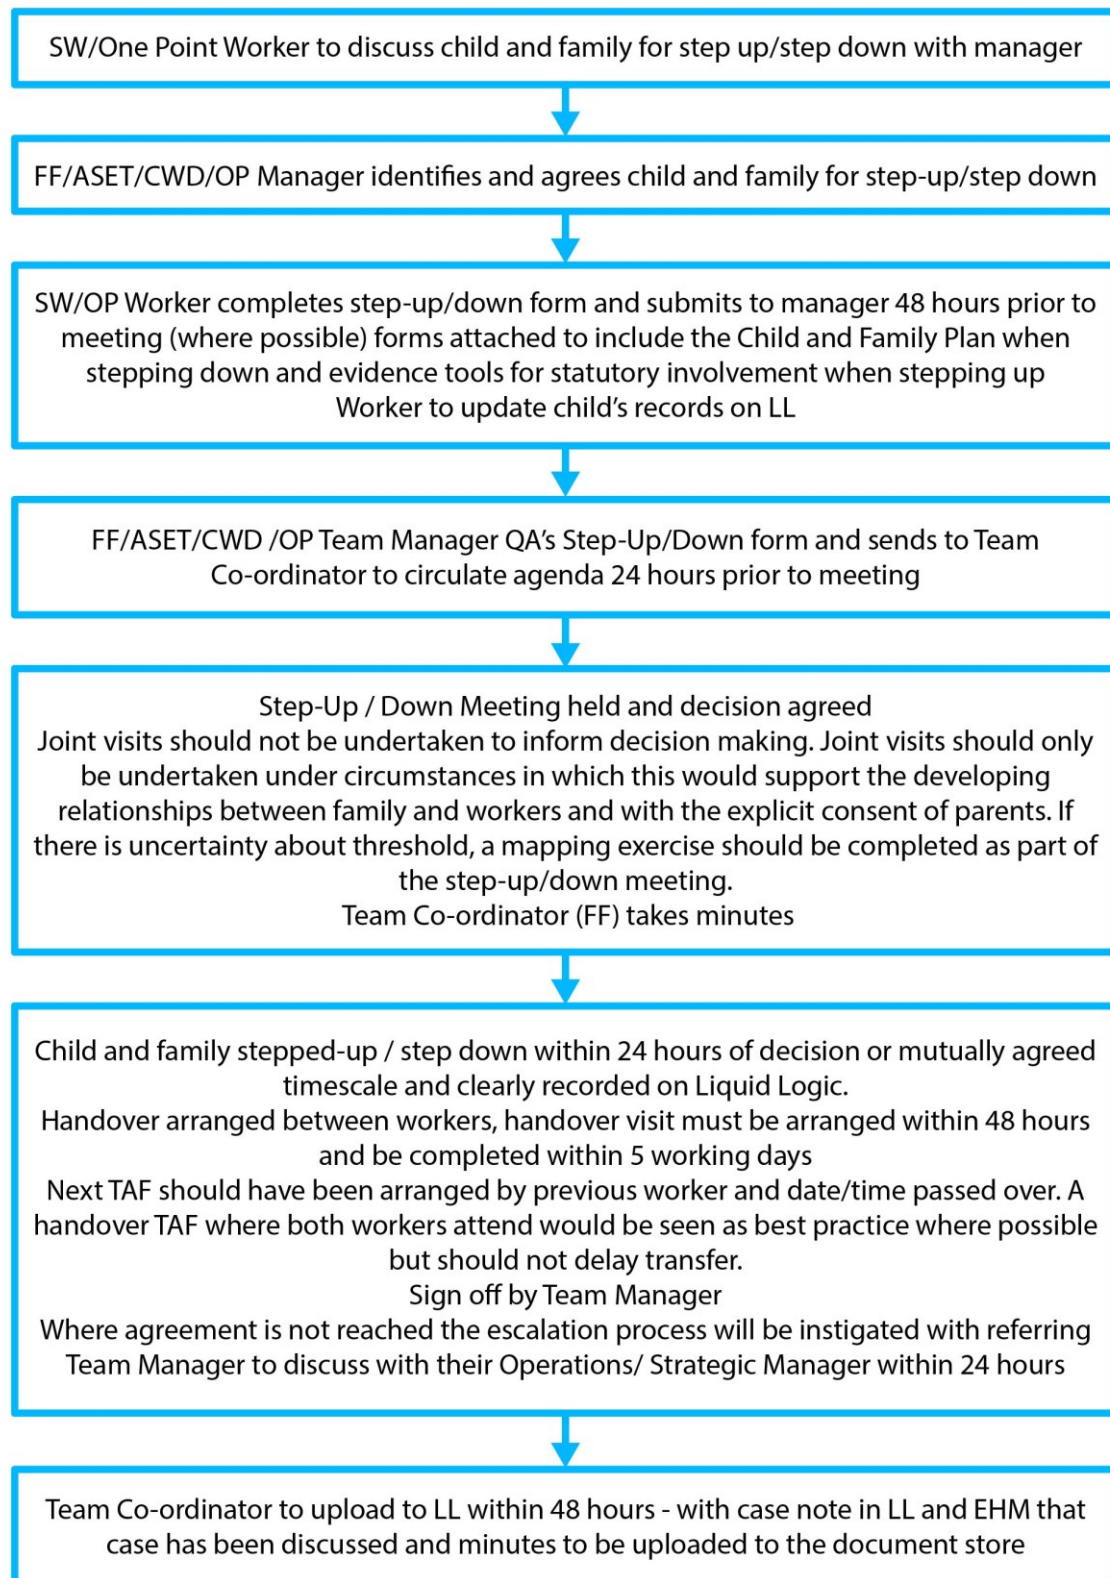 SW/One Point Worker to discuss child and family for step up/step down with manager
FF/ASET/CWD/OP Manager identifies and agrees child and family for step-up/step down
SW/OP Worker completes step-up/down form and submits to manager 48 hours prior to
meeting (where possible) forms attached to include the Child and Family Plan when
stepping down and evidence tools for statutory involvement when stepping up
Worker to update child’s records on LL
FF/ASET/CWD /OP Team Manager QA’s Step-Up/Down form and sends to Team
Co-ordinator to circulate agenda 24 hours prior to meeting
Step-Up / Down Meeting held and decision agreed
Joint visits should not be undertaken to inform decision making. Joint visits should only
be undertaken under circumstances in which this would support the developing
relationships between family and workers and with the explicit consent of parents. If
there is uncertainty about threshold, a mapping exercise should be completed as part of
the step-up/down meeting.
Team Co-ordinator (FF) takes minutes
Child and family stepped-up / step down within 24 hours of decision or mutually agreed
timescale and clearly recorded on Liquid Logic.
Handover arranged between workers, handover visit must be arranged within 48 hours
and be completed within 5 working days
Next TAF should have been arranged by previous worker and date/time passed over. A
handover TAF where both workers attend would be seen as best practice where possible
but should not delay transfer.
Sign off by Team Manager
Where agreement is not reached the escalation process will be instigated with referring
Team Manager to discuss with their Operations/ Strategic Manager within 24 hours
Team Co-ordinator to upload to LL within 48 hours - with case note in LL and EHM that
case has been discussed and minutes to be uploaded to the document store